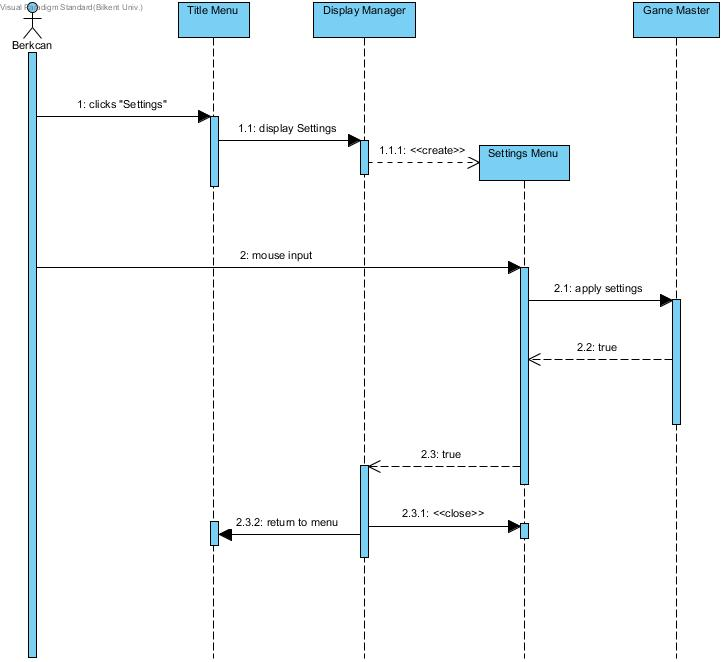 Visual Paradigm Standard(Bilkent Univ.)
Title Menu
Display Manager
Game Master
Berkcan
1: clicks "Settings"
1.1: display Settings
1.1.1: <<create>>
Settings Menu
2: mouse input
2.1: apply settings
2.2: true
2.3: true
2.3.1: <<close>>
2.3.2: return to menu